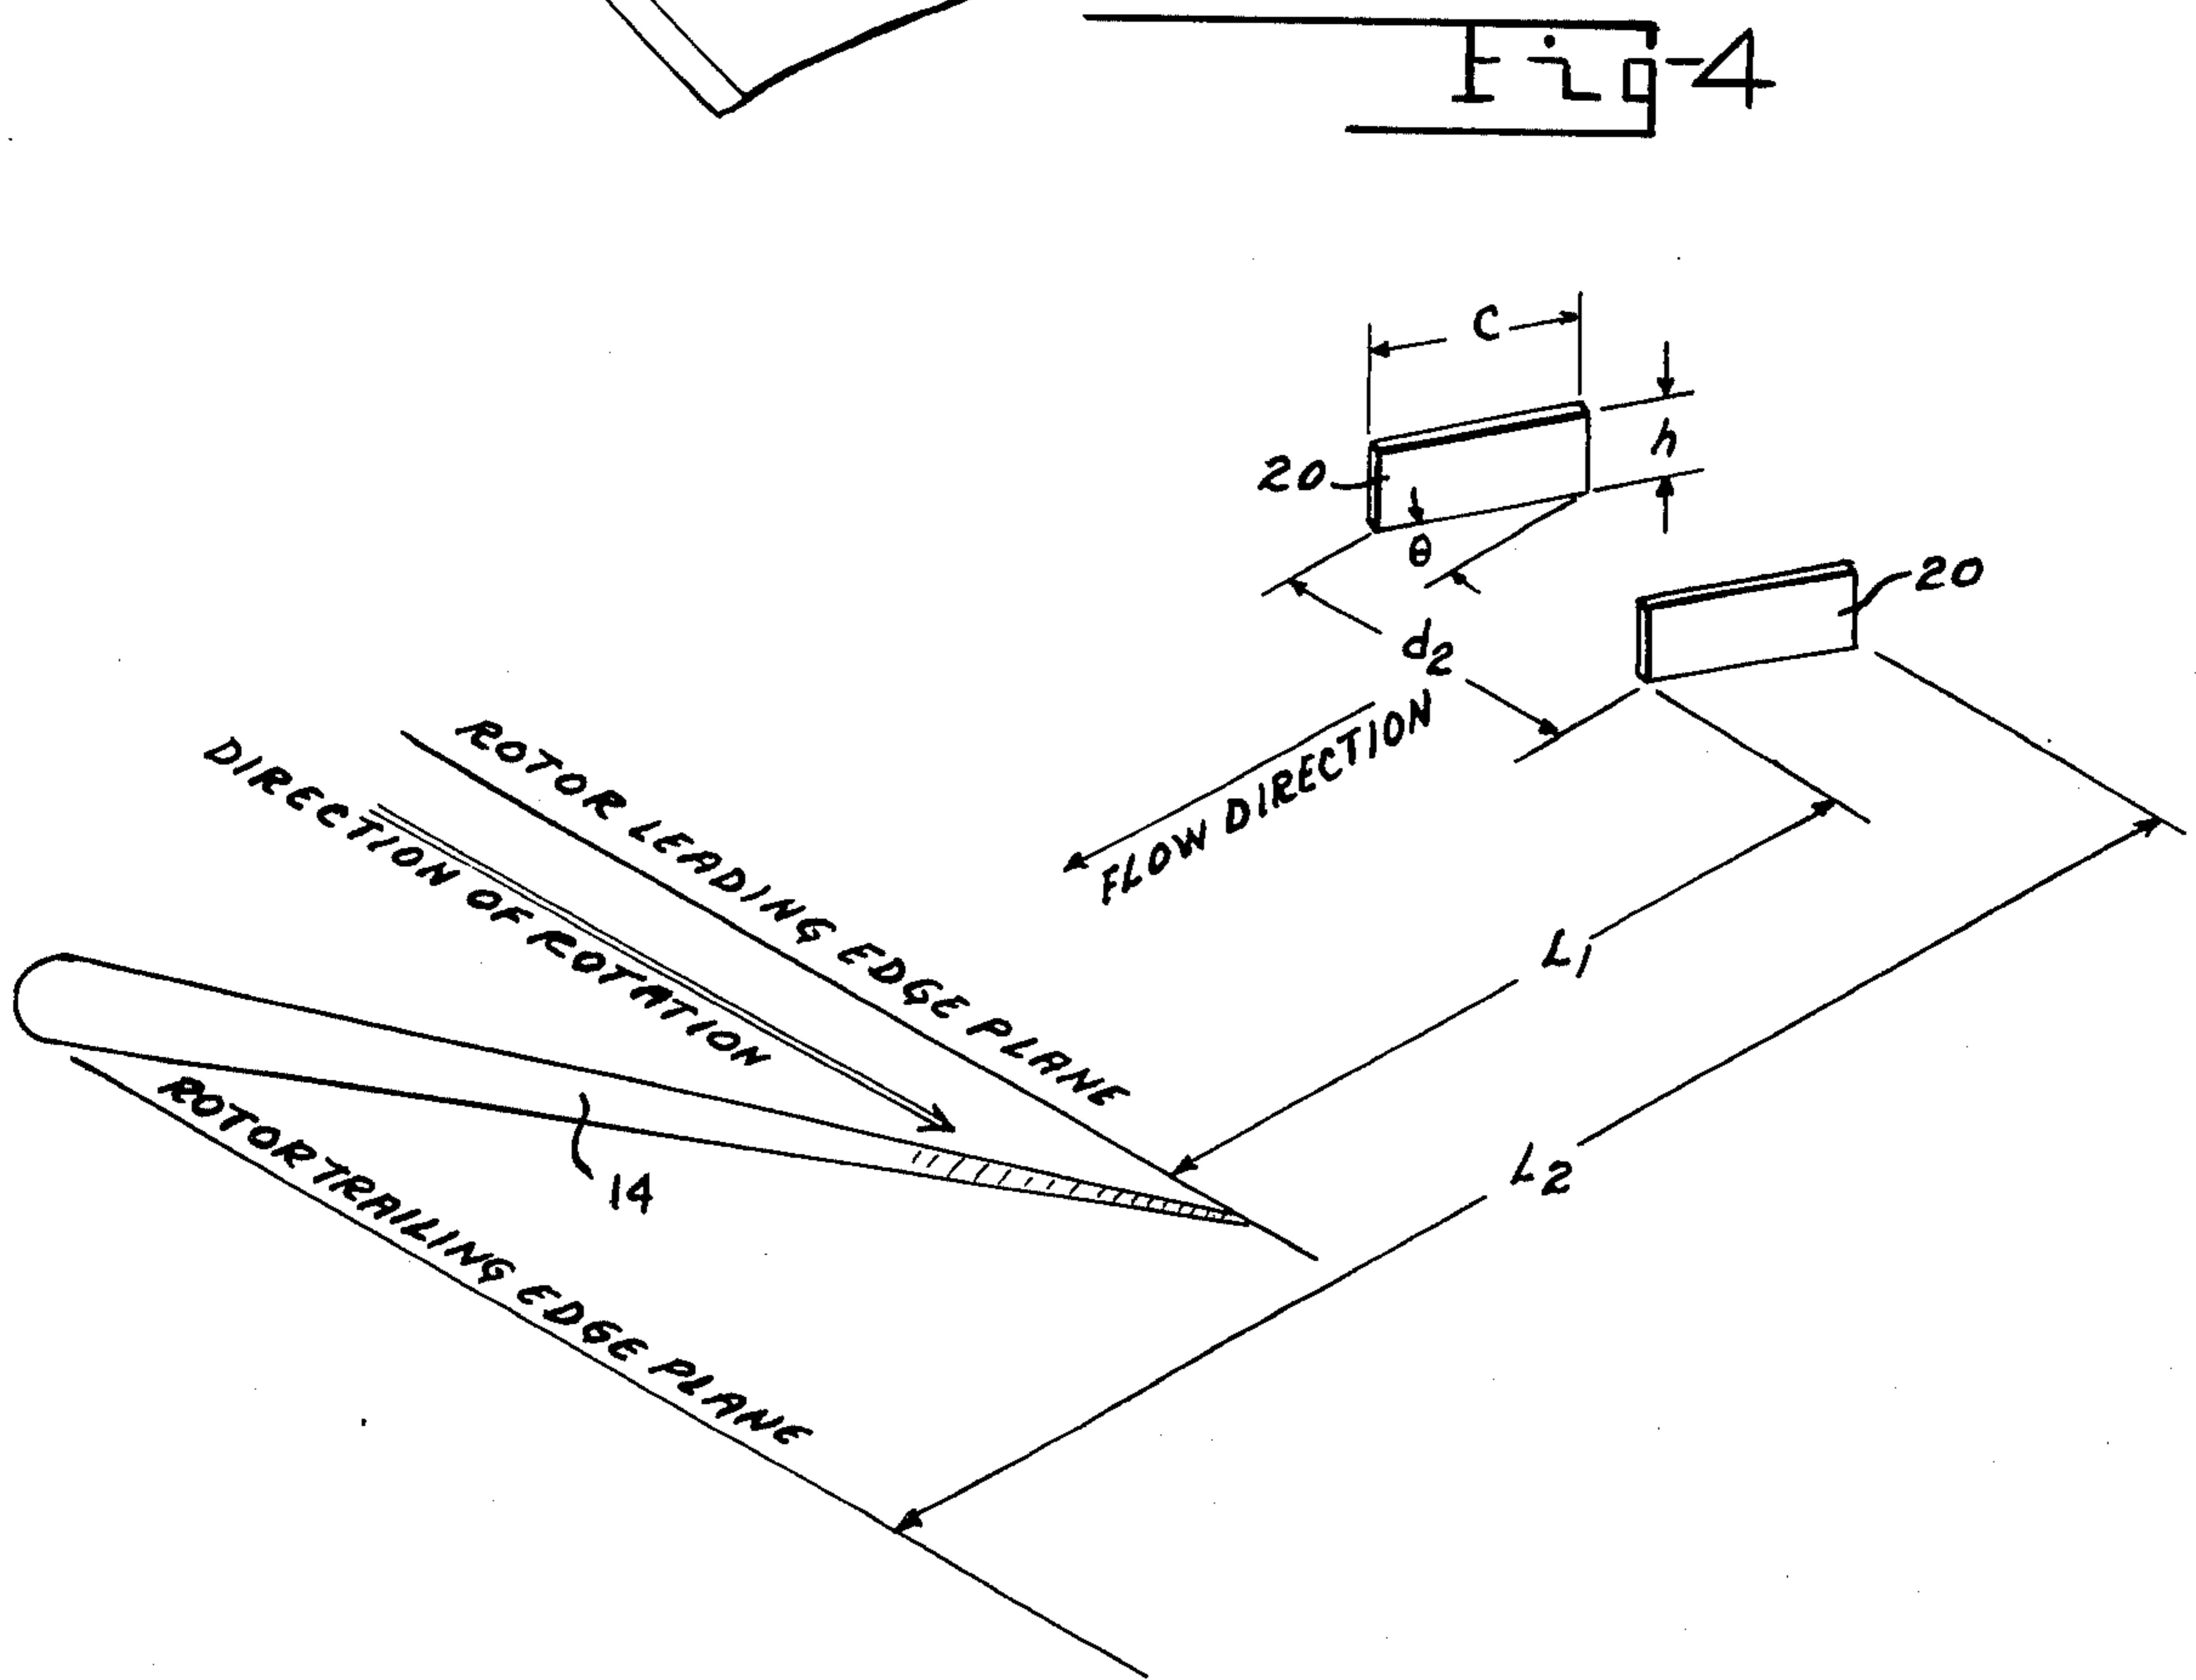 Fig-4
C
h
20
θ
20
d2
FLOW DIRECTION
ROTOR LEADING EDGE PLANE
DIRECTION OF ROTATION
L1
L2
14
ROTOR TRAILING EDGE PLANE